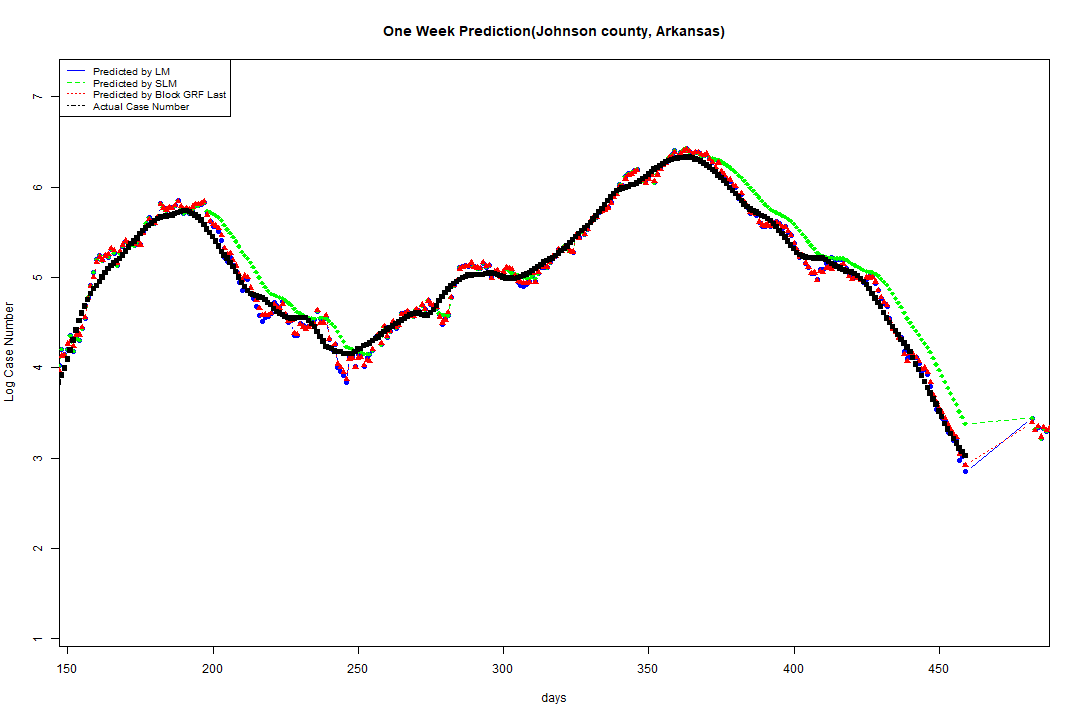 One Week Prediction(Johnson county, Arkansas)
Predicted by LM
Predicted by SLM
Predicted by Block GRF Last
Actual Case Number
7
6
5
4
3
2
1
Log Case Number
150 200 250 300 350 400 450
days